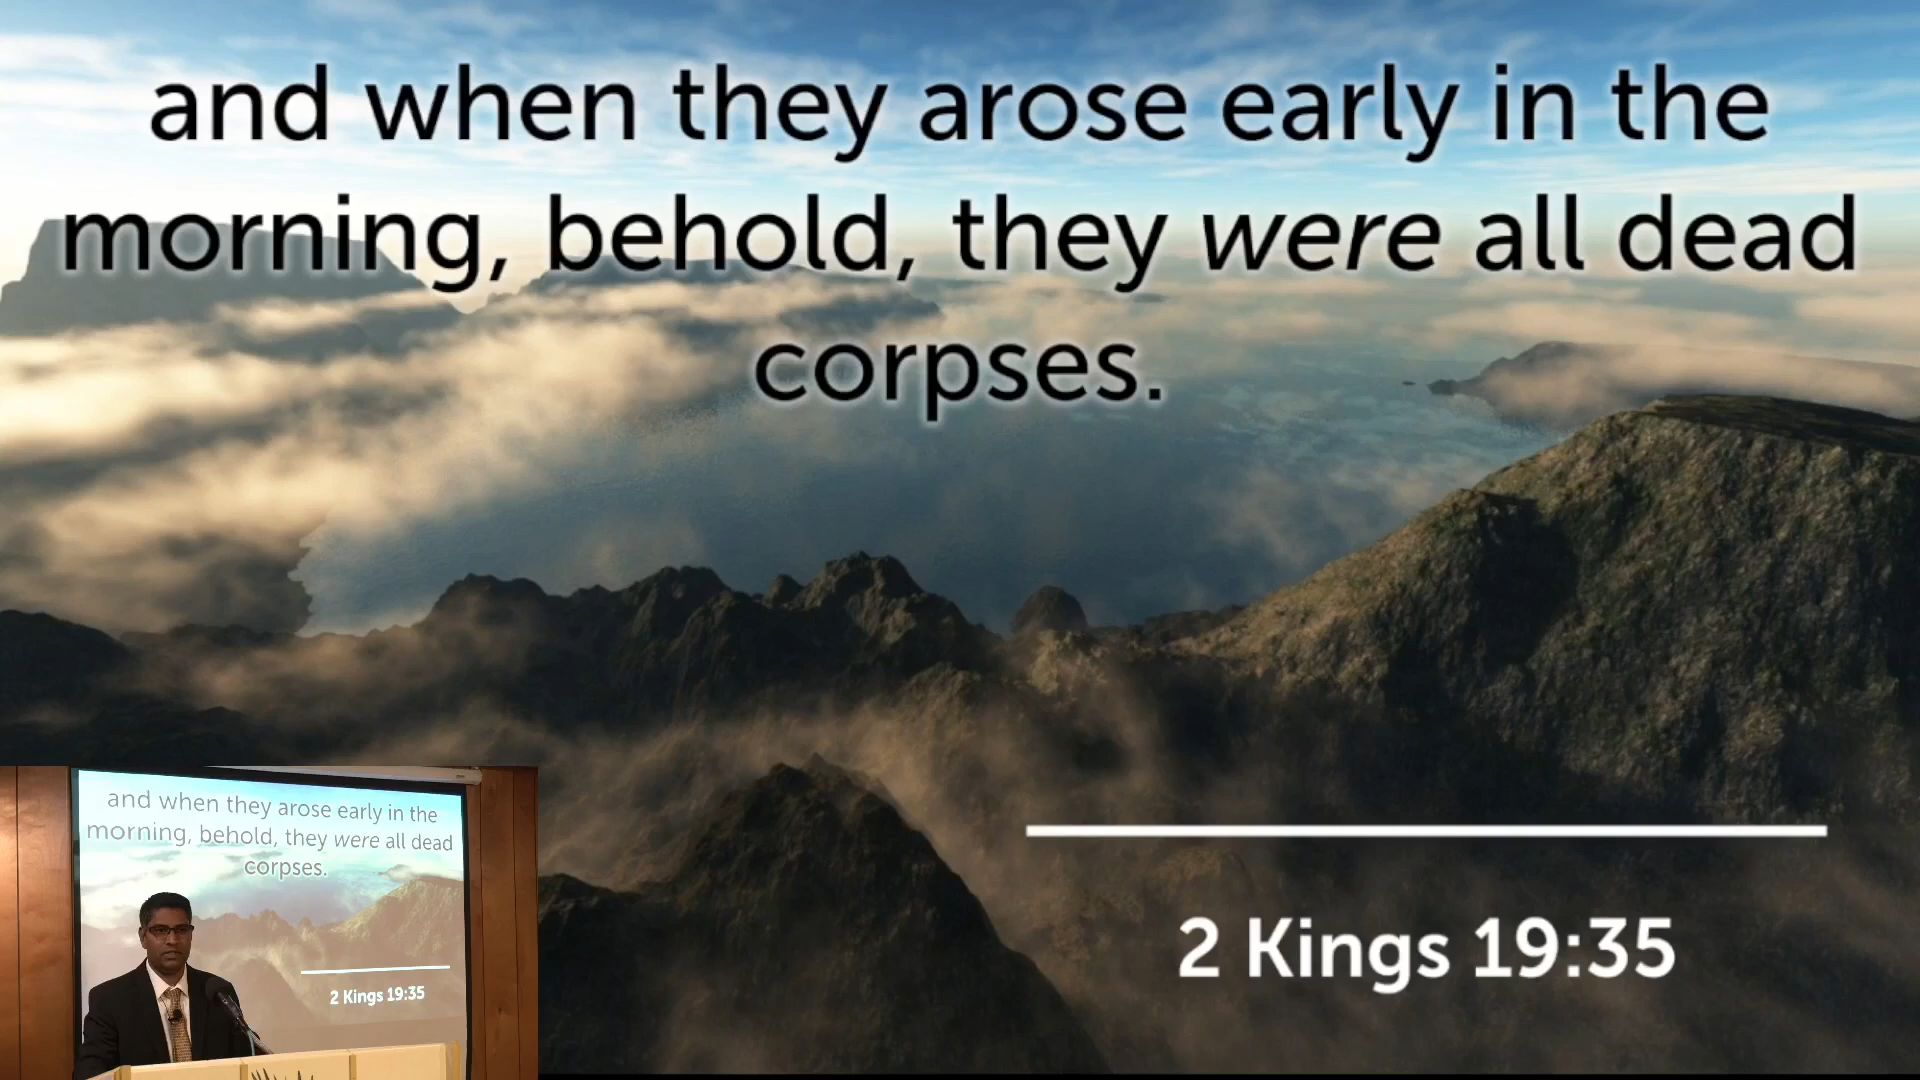 and when they arose early in the
morning, behold, they were all dead
corpses.
2 Kings 19:35
and when they arose early in the
morning, behold, they were all dead
corpses.
2 Kings 19:35